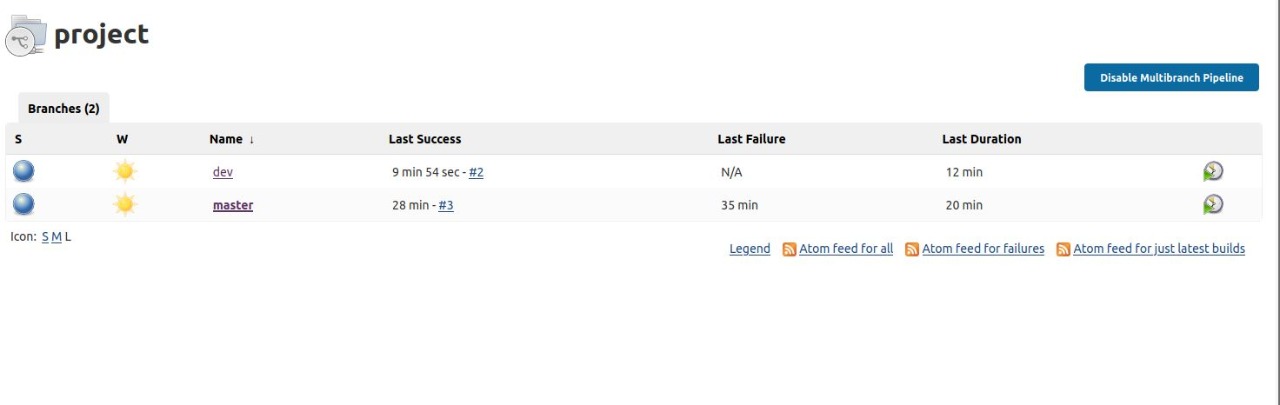 project
Disable Multibranch Pipeline
Branches (2)
S W Name ↓ Last Success Last Failure Last Duration
dev 9 min 54 sec - #2 N/A 12 min
master 28 min - #3 35 min 20 min
Icon: S M L
Legend Atom feed for all Atom feed for failures Atom feed for just latest builds